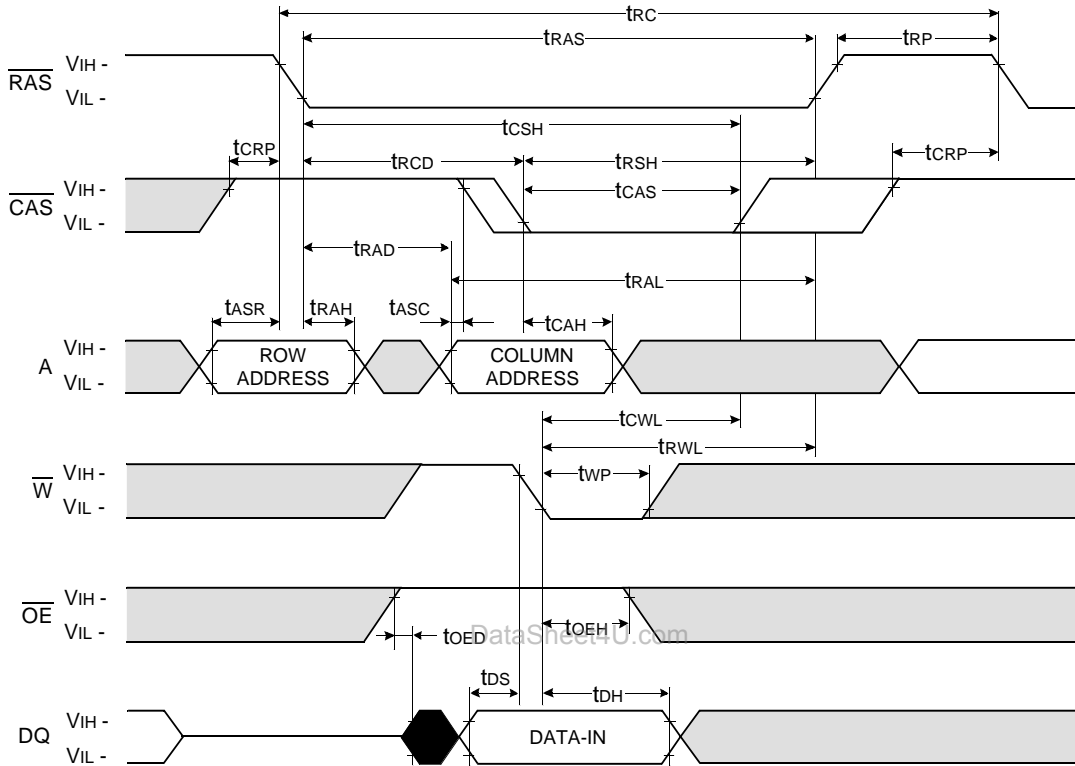 tRC
tRAS
tRP
RAS
VIH -
VIL -
tCSH
tCRP
tRCD
tRSH
tCRP
CAS
VIH -
VIL -
tCAS
tRAD
tRAL
tASR
tRAH
tASC
tCAH
A
VIH -
VIL -
ROW
ADDRESS
COLUMN
ADDRESS
tCWL
tRWL
W
VIH -
VIL -
tWP
OE
VIH -
VIL -
tOED
tOEH
DataSheet4U.com
tDS
tDH
DQ
VIH -
VIL -
DATA-IN